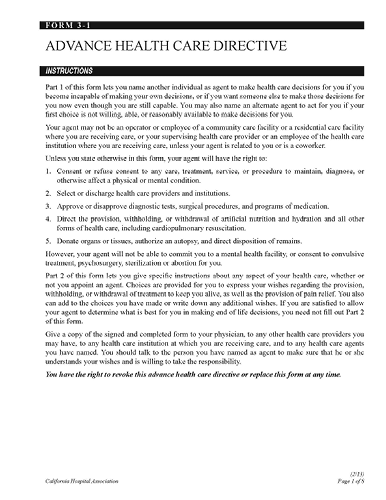 FORM 3-1
ADVANCE HEALTH CARE DIRECTIVE
INSTRUCTIONS
Part 1 of this form lets you name another individual as agent to make health care decisions for you if you
become incapable of making your own decisions, or if you want someone else to make those decisions for
you now even though you are still capable. You may also name an alternate agent to act for you if your
first choice is not willing, able, or reasonably available to make decisions for you.
Your agent may not be an operator or employee of a community care facility or a residential care facility
where you are receiving care, or your supervising health care provider or an employee of the health care
institution where you are receiving care, unless your agent is related to you or is a coworker.
Unless you state otherwise in this form, your agent will have the right to:
1. Consent or refuse consent to any care, treatment, service, or procedure to maintain, diagnose, or
otherwise affect a physical or mental condition.
2. Select or discharge health care providers and institutions.
3. Approve or disapprove diagnostic tests, surgical procedures, and programs of medication.
4. Direct the provision, withholding, or withdrawal of artificial nutrition and hydration and all other
forms of health care, including cardiopulmonary resuscitation.
5. Donate organs or tissues, authorize an autopsy, and direct disposition of remains.
However, your agent will not be able to commit you to a mental health facility, or consent to convulsive
treatment, psychosurgery, sterilization or abortion for you.
Part 2 of this form lets you give specific instructions about any aspect of your health care, whether or
not you appoint an agent. Choices are provided for you to express your wishes regarding the provision,
withholding, or withdrawal of treatment to keep you alive, as well as the provision of pain relief. You also
can add to the choices you have made or write down any additional wishes. If you are satisfied to allow
your agent to determine what is best for you in making end of life decisions, you need not fill out Part 2
of this form.
Give a copy of the signed and completed form to your physician, to any other health care providers you
may have, to any health care institution at which you are receiving care, and to any health care agents
you have named. You should talk to the person you have named as agent to make sure that he or she
understands your wishes and is willing to take the responsibility.
You have the right to revoke this advance health care directive or replace this form at any time.
(2/13)
California Hospital Association Page 1 of 8